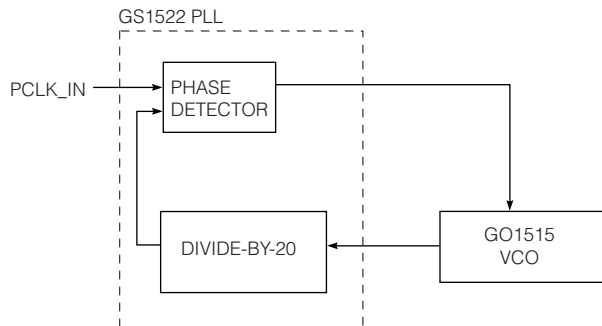 GS1522 PLL
PCLK_IN
PHASE
DETECTOR
DIVIDE-BY-20
GO1515
VCO